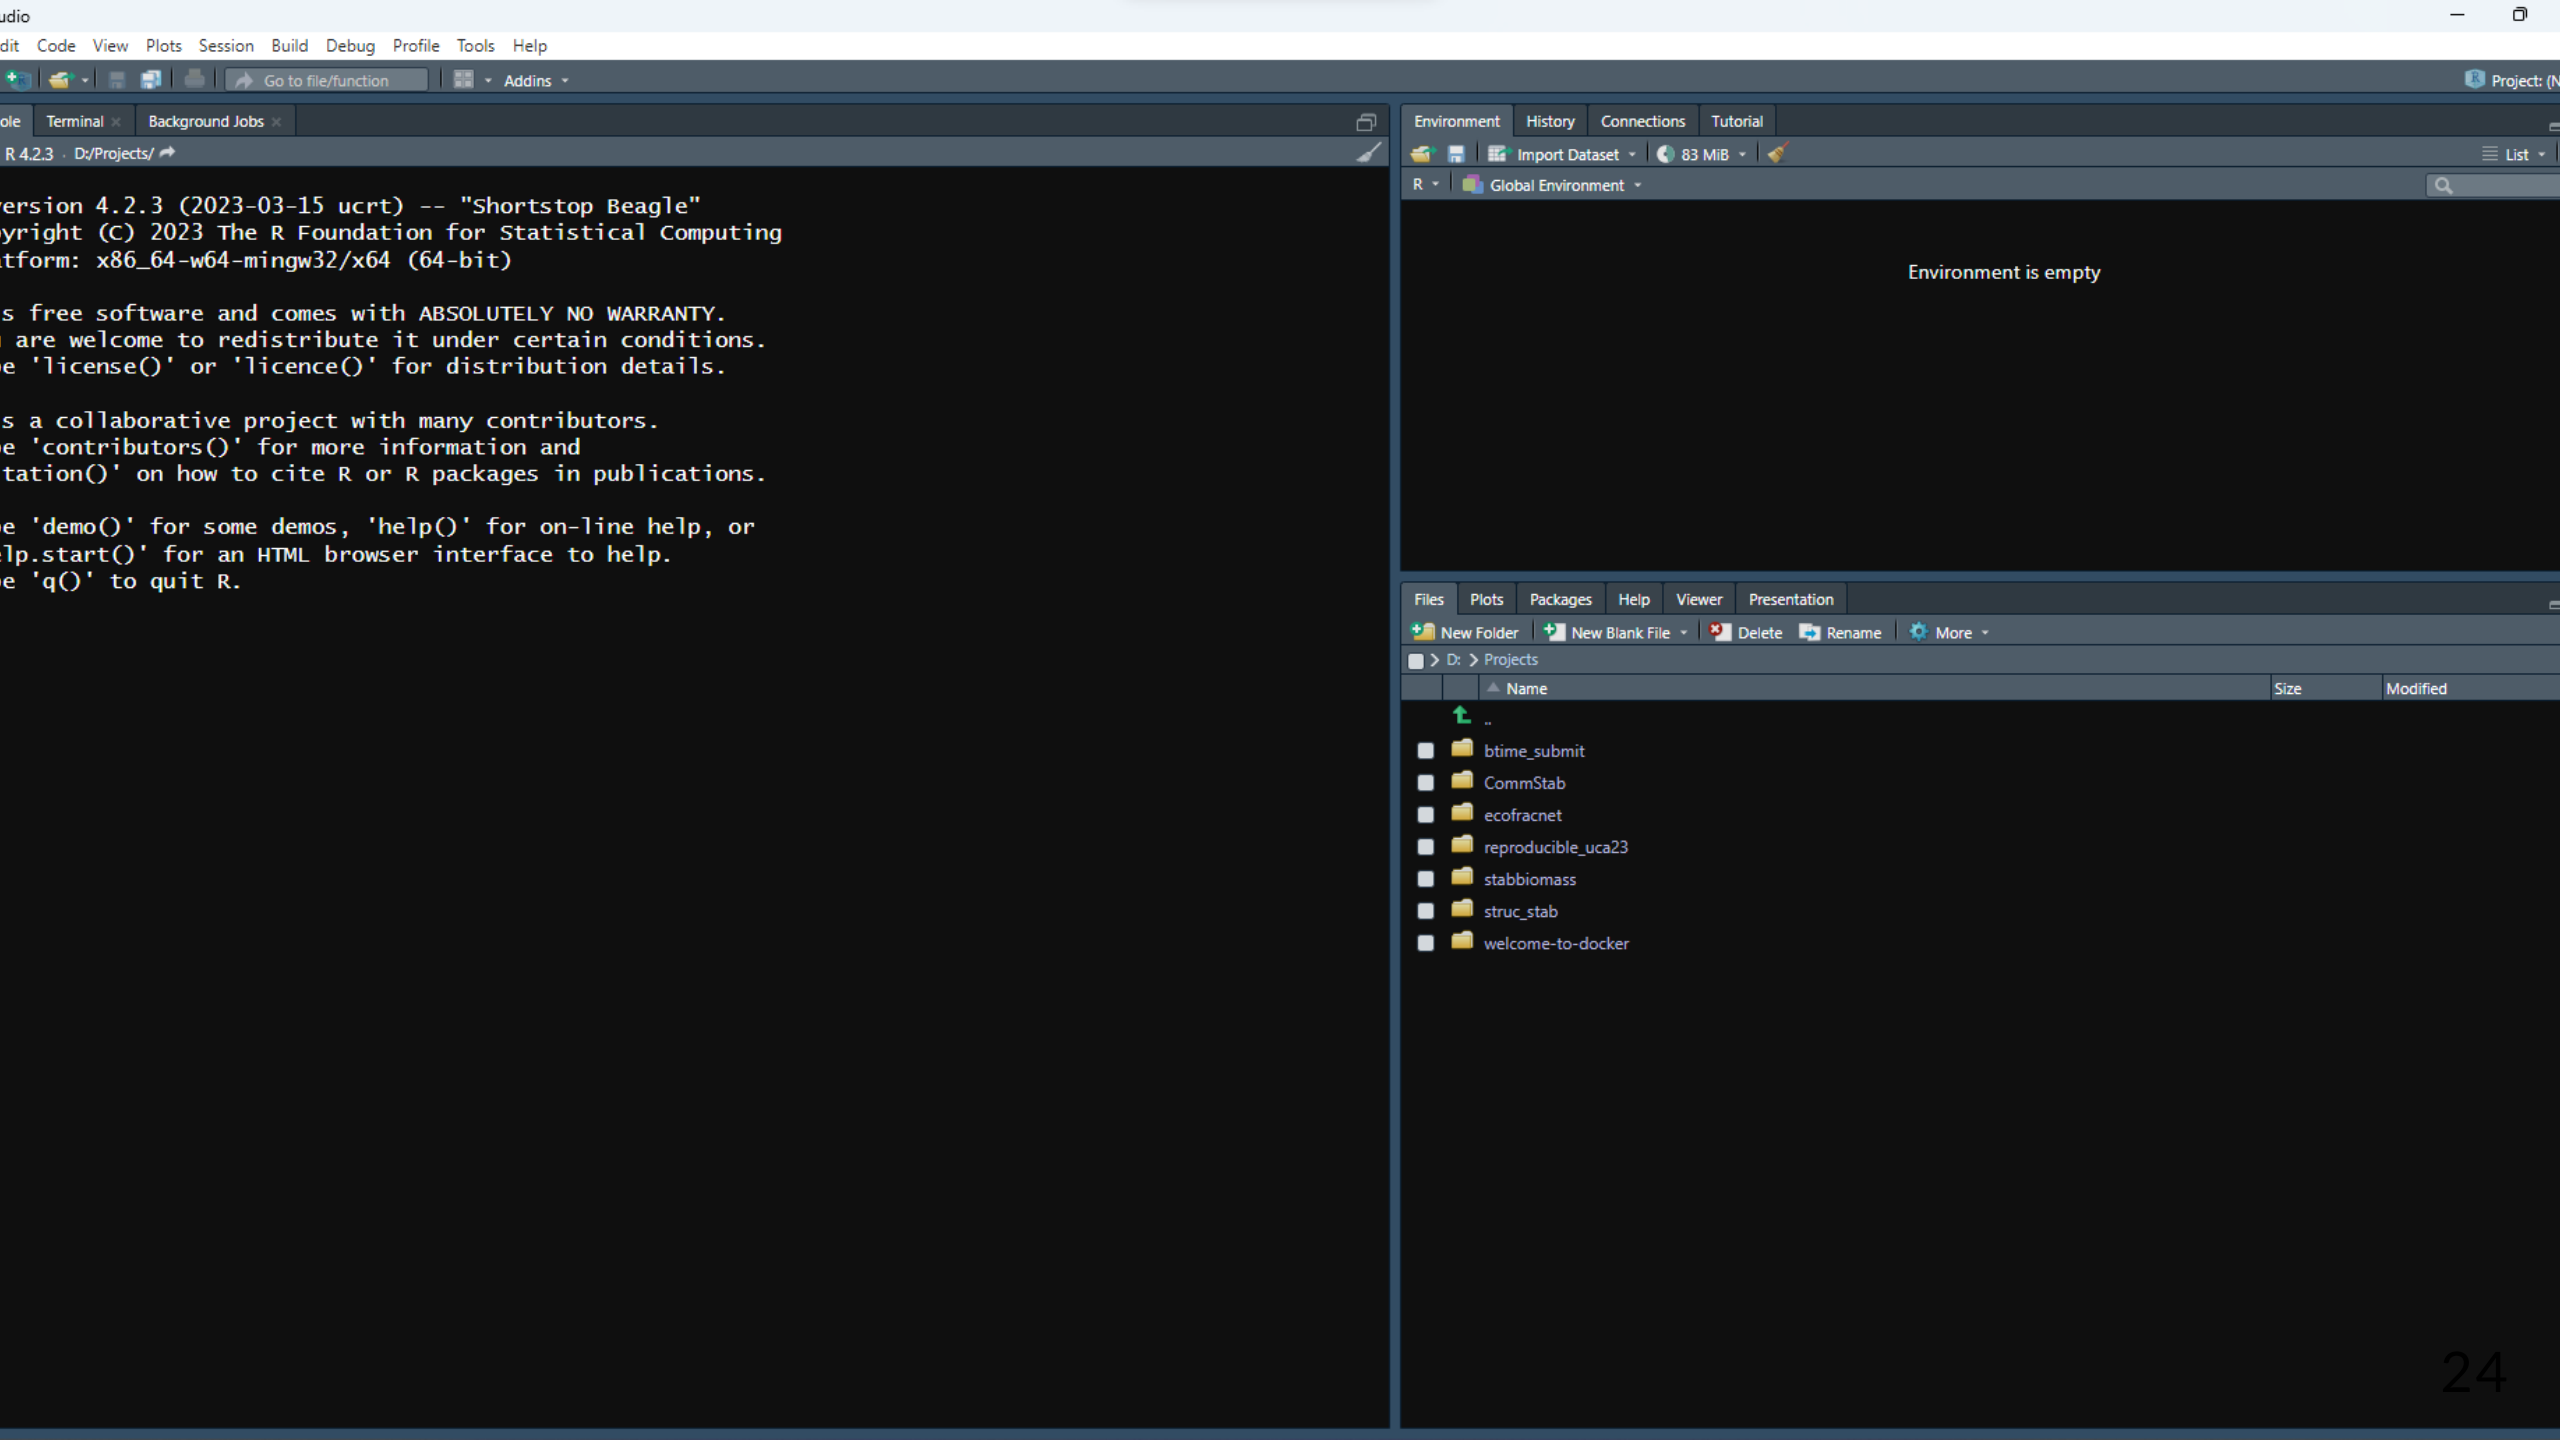 udio
dit Code View Plots Session Build Debug Profile Tools Help
Go to file/function Addins Project: (N
ole Terminal Background Jobs
R 4.2.3 · D:/Projects/
ersion 4.2.3 (2023-03-15 ucrt) -- "Shortstop Beagle"
yright (C) 2023 The R Foundation for Statistical Computing
tform: x86_64-w64-mingw32/x64 (64-bit)
s free software and comes with ABSOLUTELY NO WARRANTY.
are welcome to redistribute it under certain conditions.
e 'license()' or 'licence()' for distribution details.
s a collaborative project with many contributors.
e 'contributors()' for more information and
tation()' on how to cite R or R packages in publications.
e 'demo()' for some demos, 'help()' for on-line help, or
lp.start()' for an HTML browser interface to help.
e 'q()' to quit R.
Environment History Connections Tutorial
Import Dataset 83 MiB List
R Global Environment
Environment is empty
Files Plots Packages Help Viewer Presentation
New Folder New Blank File Delete Rename More
D: Projects
Name Size Modified
..
btime_submit
CommStab
ecofracnet
reproducible_uca23
stabbiomass
struc_stab
welcome-to-docker
24